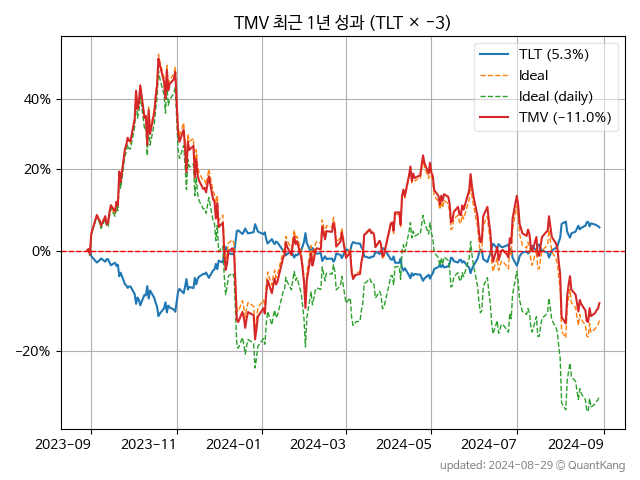 TMV 최근 1년 성과 (TLT × −3)
TLT (5.3%)
Ideal
Ideal (daily)
TMV (−11.0%)
40%
20%
0%
−20%
2023-09
2023-11
2024-01
2024-03
2024-05
2024-07
2024-09
updated: 2024-08-29 © QuantKang